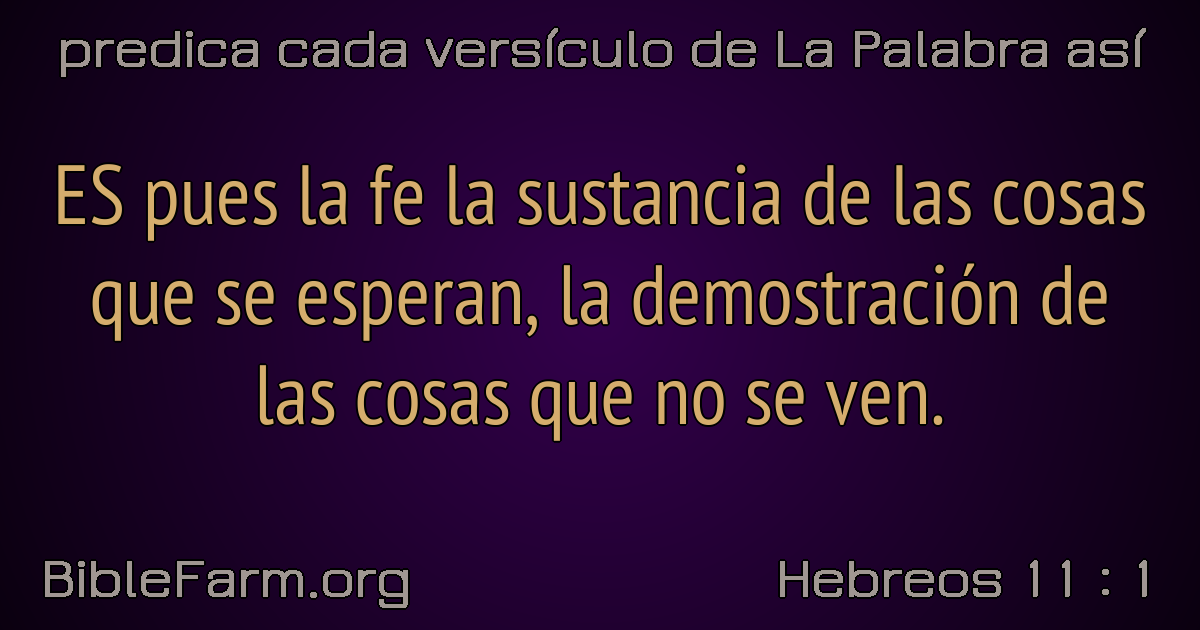 predica cada versículo de La Palabra así
ES pues la fe la sustancia de las cosas
que se esperan, la demostración de
las cosas que no se ven.
BibleFarm.org
Hebreos 11 : 1